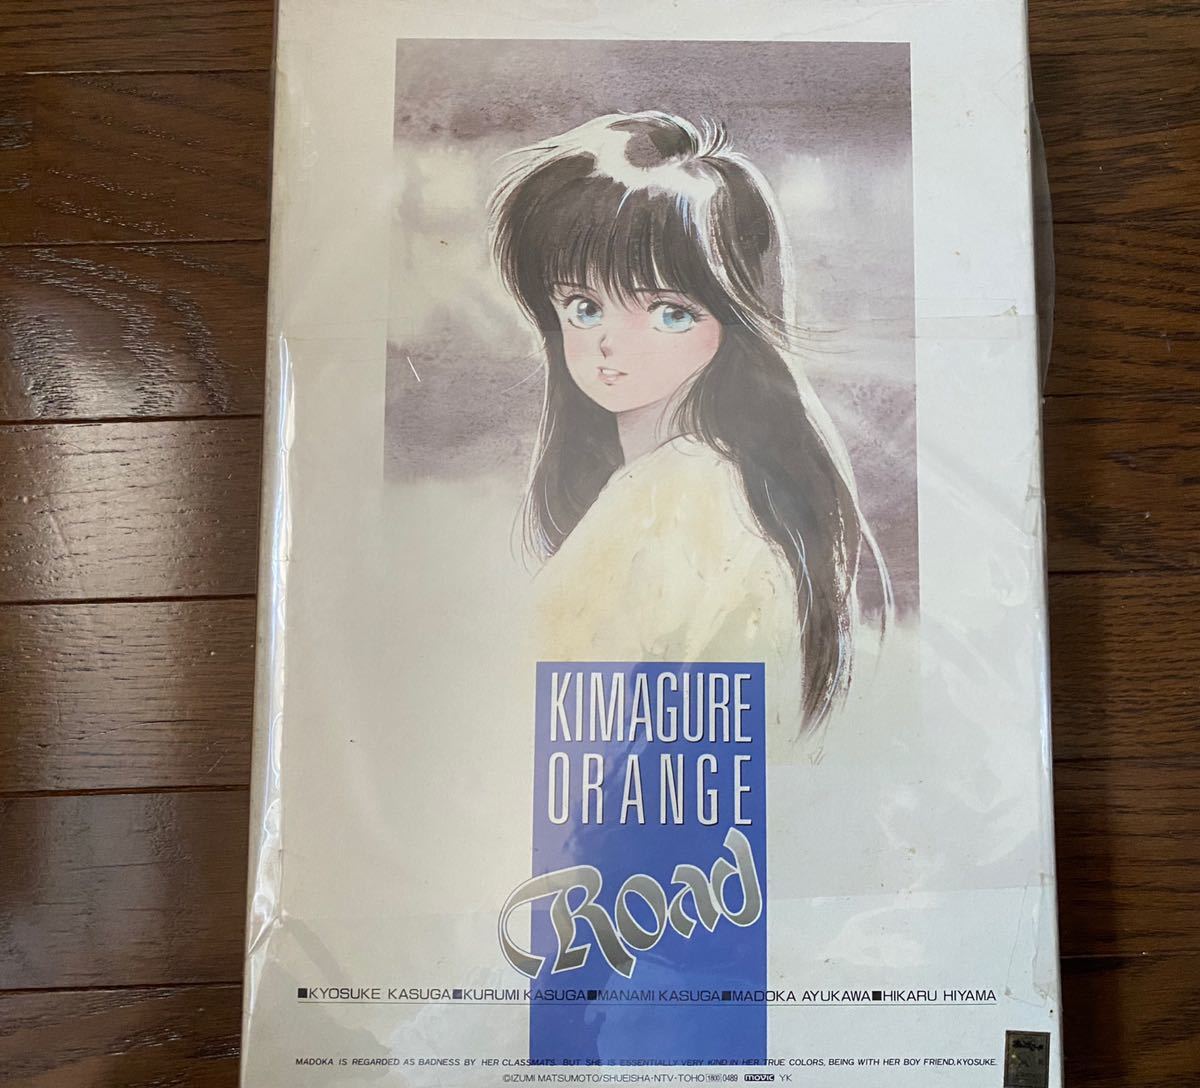 KIMAGURE
ORANGE
Road
■KYOSUKE KASUGA■KURUMI KASUGA■MANAMI KASUGA■MADOKA AYUKAWA■HIKARU HIYAMA
MADOKA IS REGARDED AS BADNESS BY HER CLASSMATS. BUT SHE IS ESSENTIALLY VERY KIND IN HER TRUE COLORS, BEING WITH HER BOY FRIEND, KYOSUKE.
©IZUMI MATSUMOTO/SHUEISHA·NTV·TOHO 1800 0489 movic YK